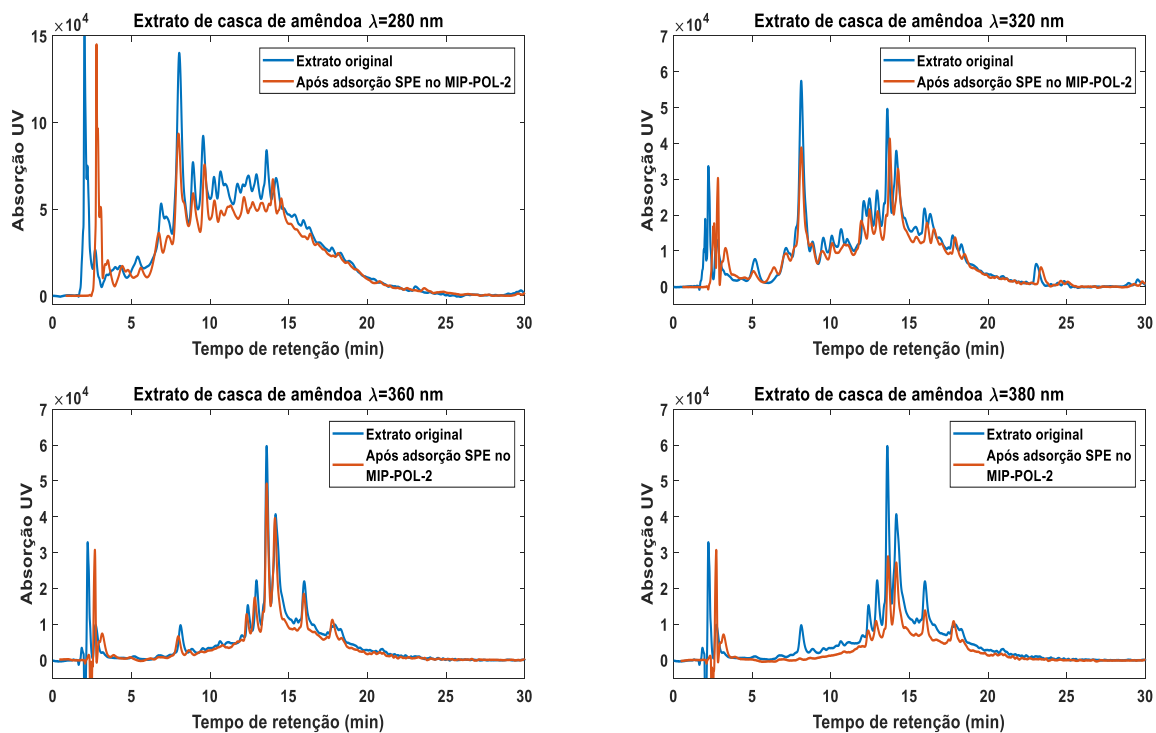 Extrato de casca de amêndoa λ=280 nm
×10⁴
15
10
5
0
Absorção UV
Extrato original
Após adsorção SPE no MIP-POL-2
0 5 10 15 20 25 30
Tempo de retenção (min)
Extrato de casca de amêndoa λ=320 nm
×10⁴
7
6
5
4
3
2
1
0
Absorção UV
Extrato original
Após adsorção SPE no MIP-POL-2
0 5 10 15 20 25 30
Tempo de retenção (min)
Extrato de casca de amêndoa λ=360 nm
×10⁴
7
6
5
4
3
2
1
0
Absorção UV
Extrato original
Após adsorção SPE no
MIP-POL-2
0 5 10 15 20 25 30
Tempo de retenção (min)
Extrato de casca de amêndoa λ=380 nm
×10⁴
7
6
5
4
3
2
1
0
Absorção UV
Extrato original
Após adsorção SPE no
MIP-POL-2
0 5 10 15 20 25 30
Tempo de retenção (min)